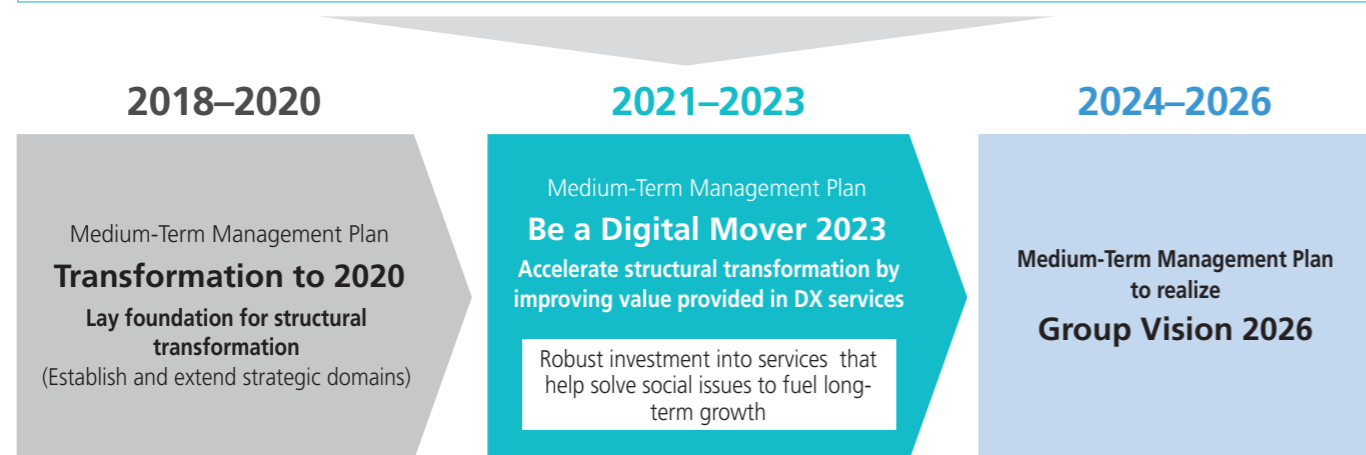 2018–2020
Medium-Term Management Plan
Transformation to 2020
Lay foundation for structural
transformation
(Establish and extend strategic domains)
2021–2023
Medium-Term Management Plan
Be a Digital Mover 2023
Accelerate structural transformation by
improving value provided in DX services
Robust investment into services that
help solve social issues to fuel long-
term growth
2024–2026
Medium-Term Management Plan
to realize
Group Vision 2026